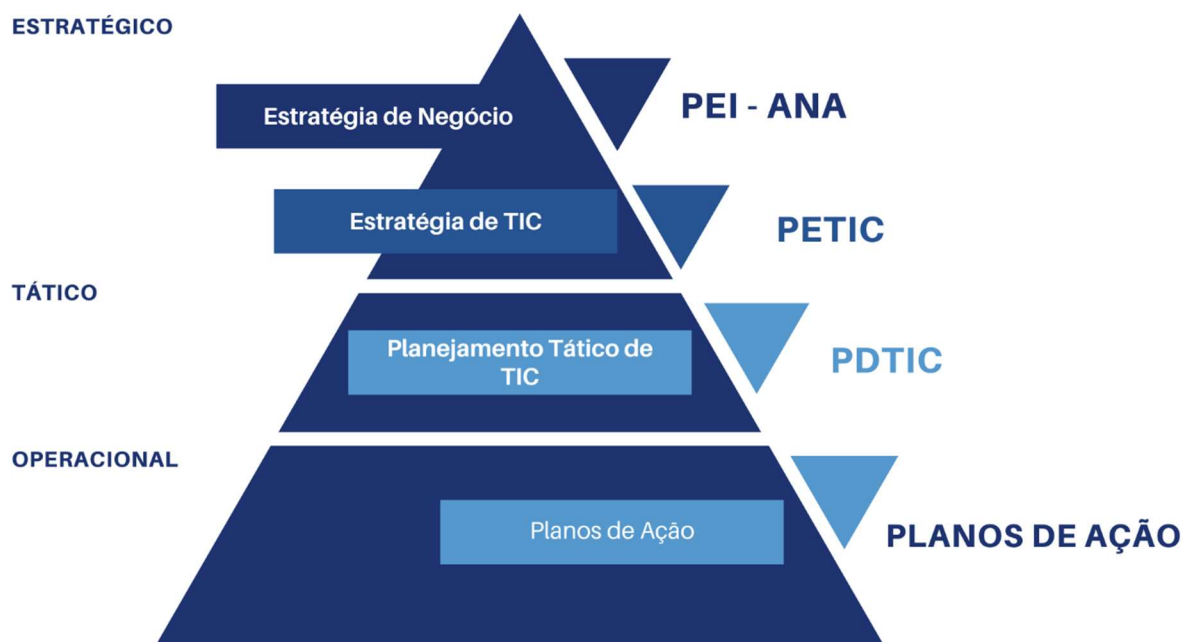 ESTRATÉGICO
Estratégia de Negócio
PEI - ANA
Estratégia de TIC
PETIC
TÁTICO
Planejamento Tático de
TIC
PDTIC
OPERACIONAL
Planos de Ação
PLANOS DE AÇÃO